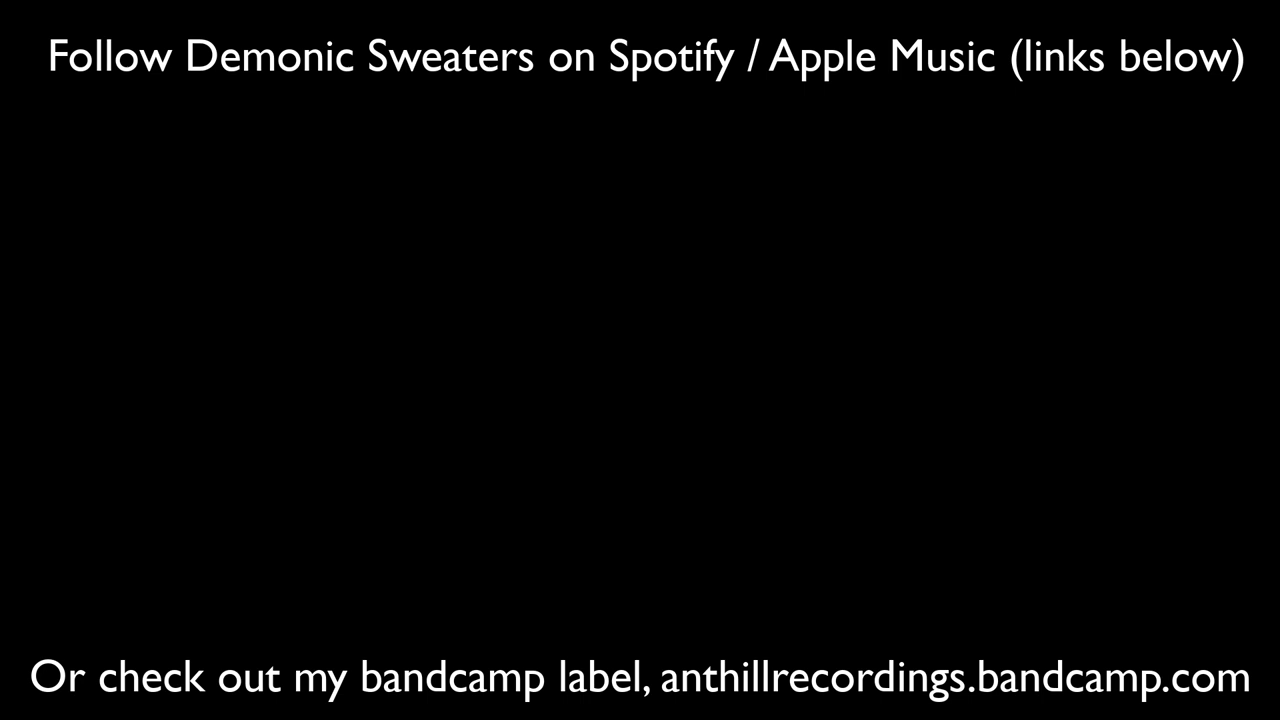 Follow Demonic Sweaters on Spotify / Apple Music (links below)
Or check out my bandcamp label, anthillrecordings.bandcamp.com